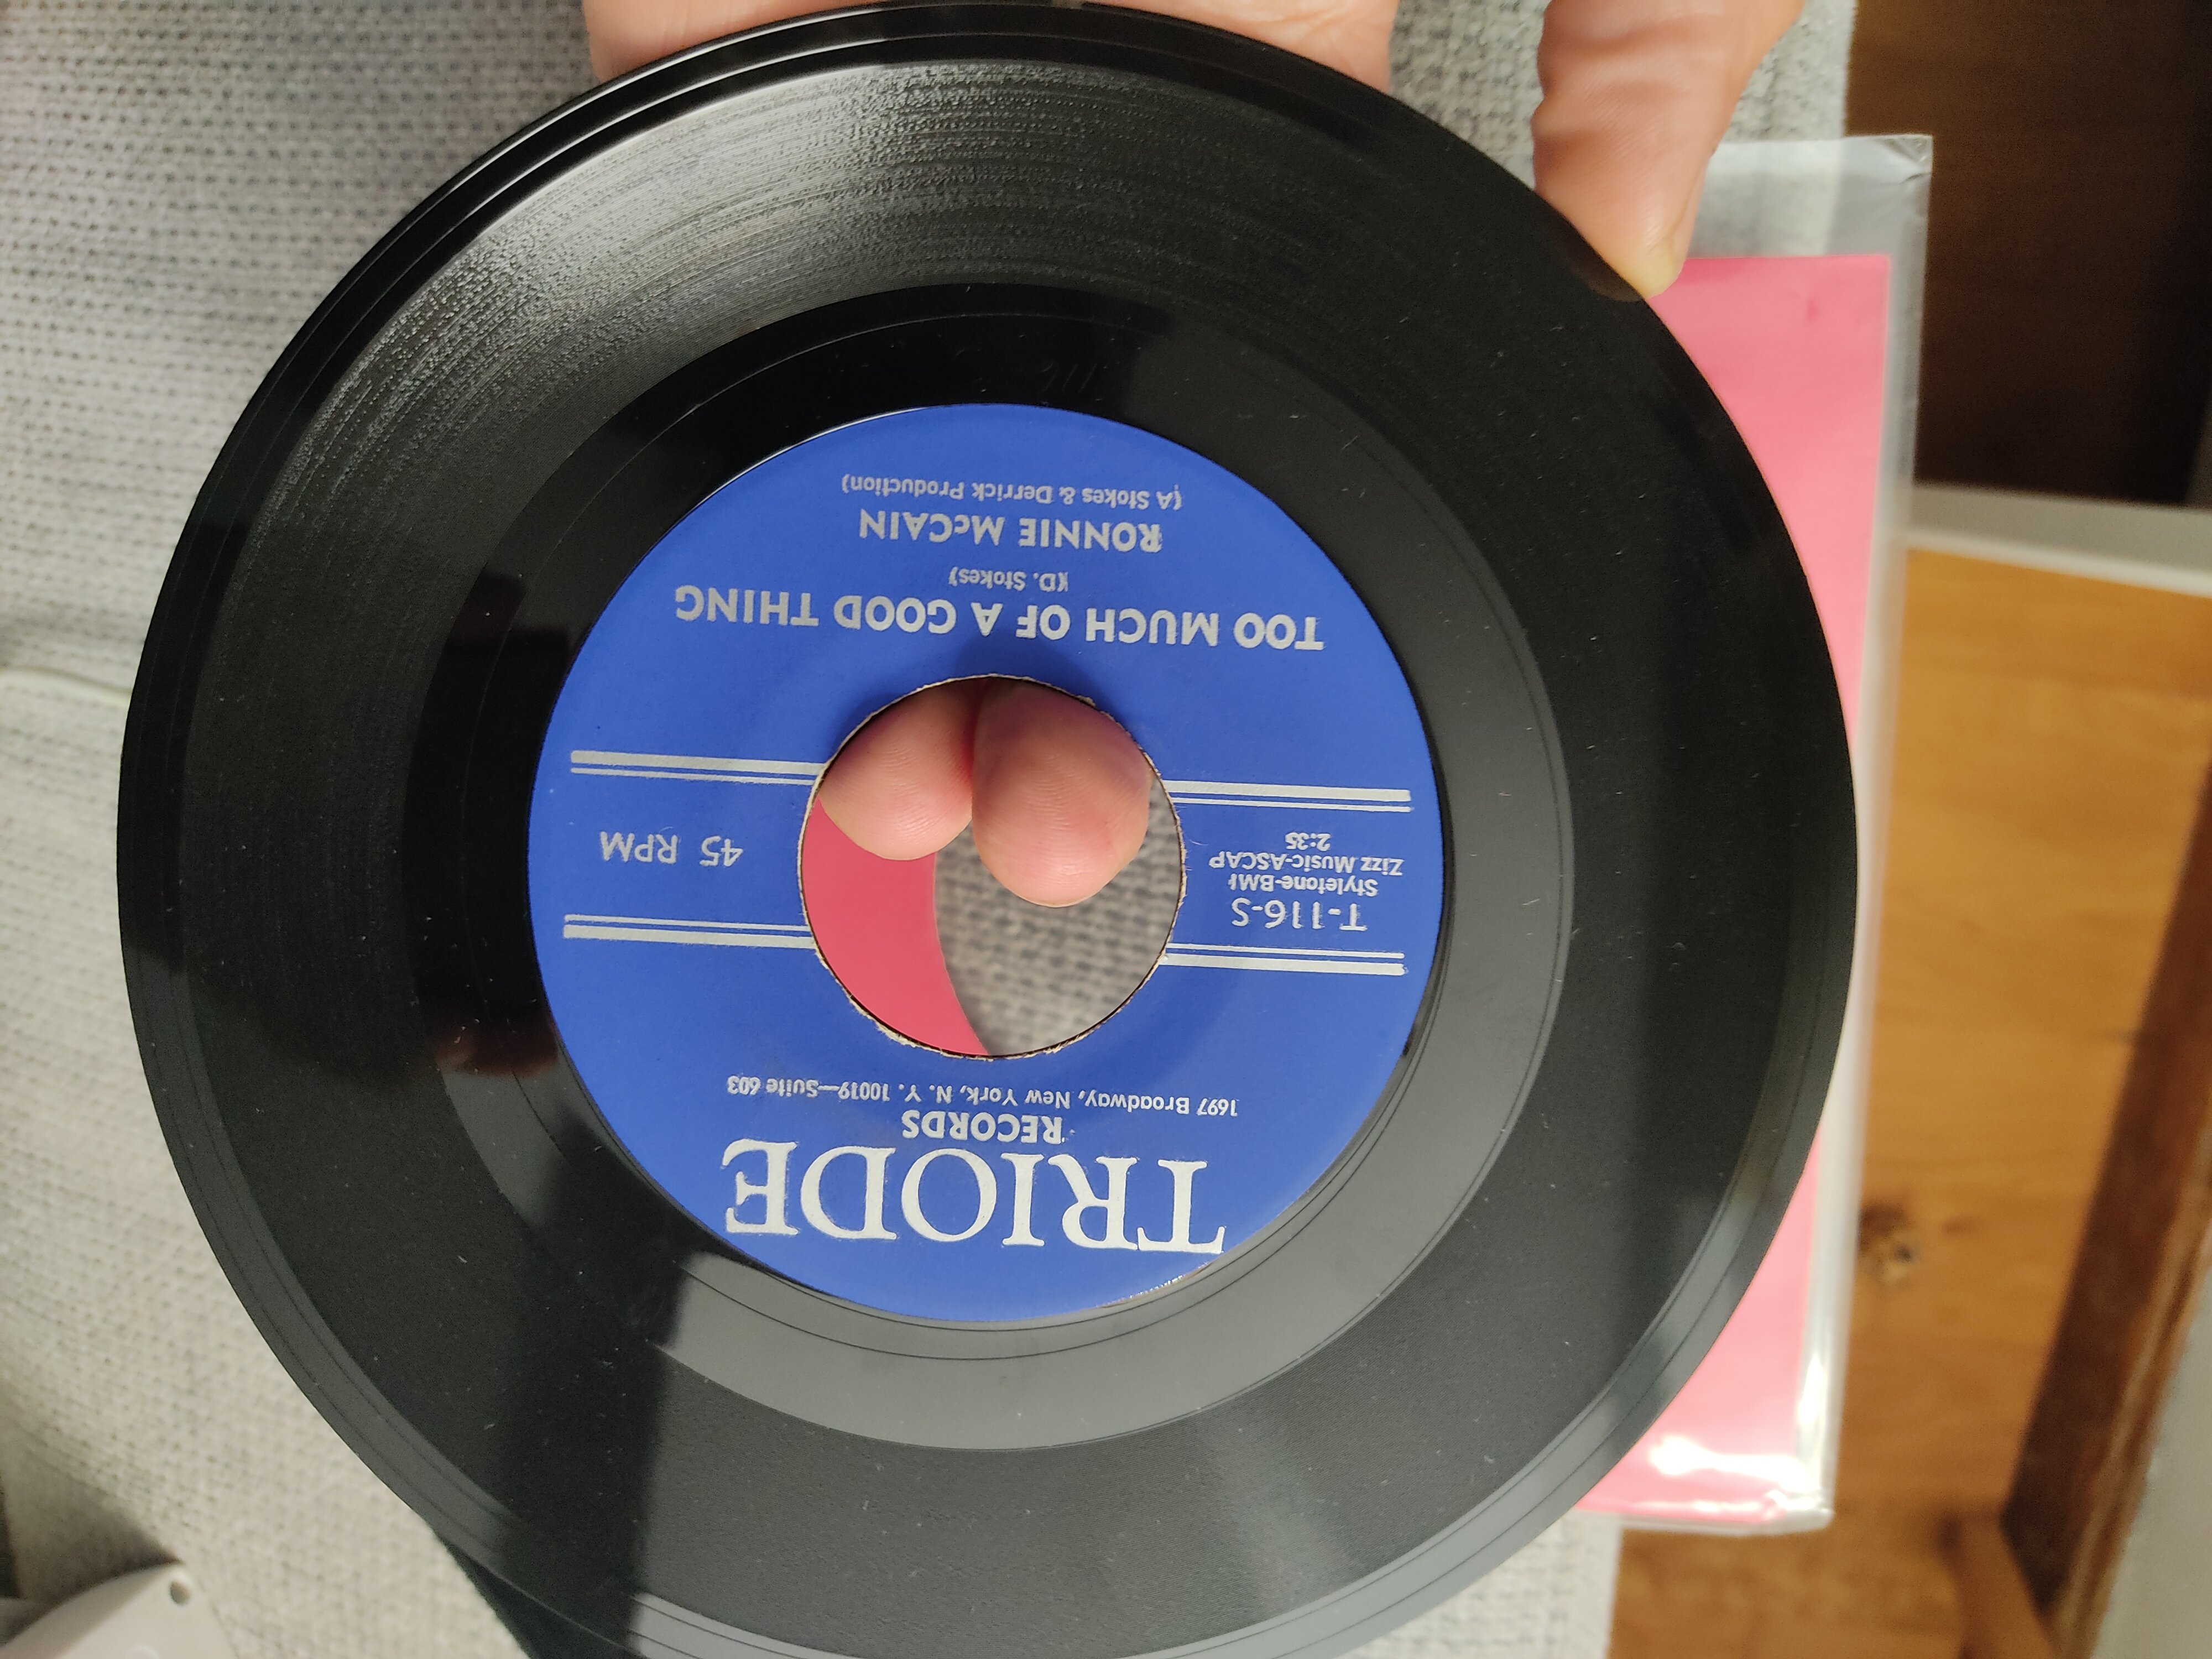 TRIODE
RECORDS
1697 Broadway, New York, N. Y. 10019—Suite 603
T-116-S
Styletone-BMI
Zizz Music-ASCAP
2:35
45 RPM
TOO MUCH OF A GOOD THING
(D. Stokes)
RONNIE McCAIN
(A Stokes & Derrick Production)